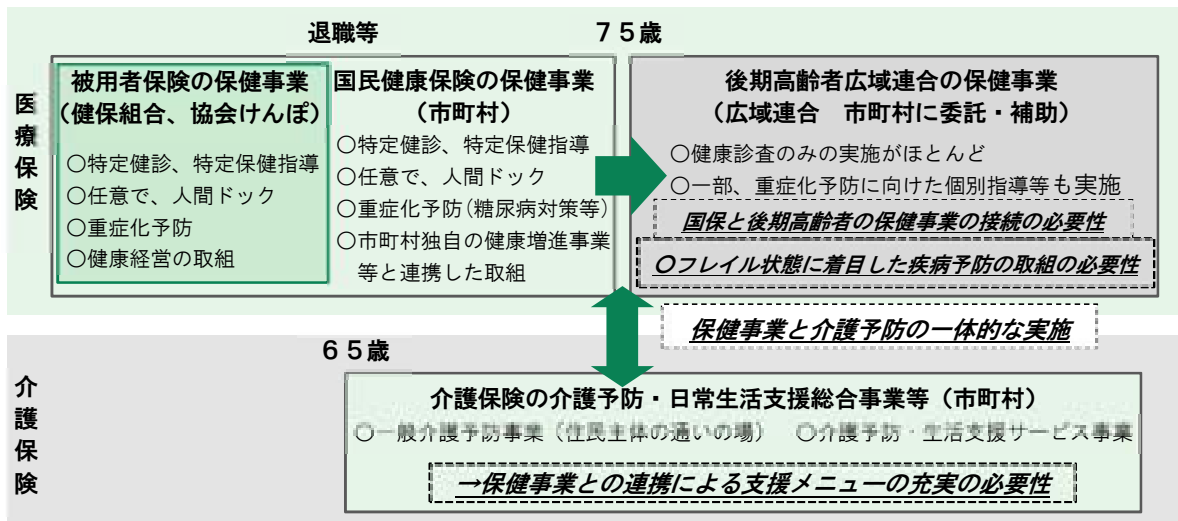 退職等
７５歳
医療保険
被用者保険の保健事業
（健保組合、協会けんぽ）
○特定健診、特定保健指導
○任意で、人間ドック
○重症化予防
○健康経営の取組
国民健康保険の保健事業
（市町村）
○特定健診、特定保健指導
○任意で、人間ドック
○重症化予防(糖尿病対策等)
○市町村独自の健康増進事業
等と連携した取組
後期高齢者広域連合の保健事業
（広域連合　市町村に委託・補助）
○健康診査のみの実施がほとんど
○一部、重症化予防に向けた個別指導等も実施
国保と後期高齢者の保健事業の接続の必要性
○フレイル状態に着目した疾病予防の取組の必要性
保健事業と介護予防の一体的な実施
６５歳
介護保険
介護保険の介護予防・日常生活支援総合事業等（市町村）
○一般介護予防事業（住民主体の通いの場）　○介護予防・生活支援サービス事業
→保健事業との連携による支援メニューの充実の必要性